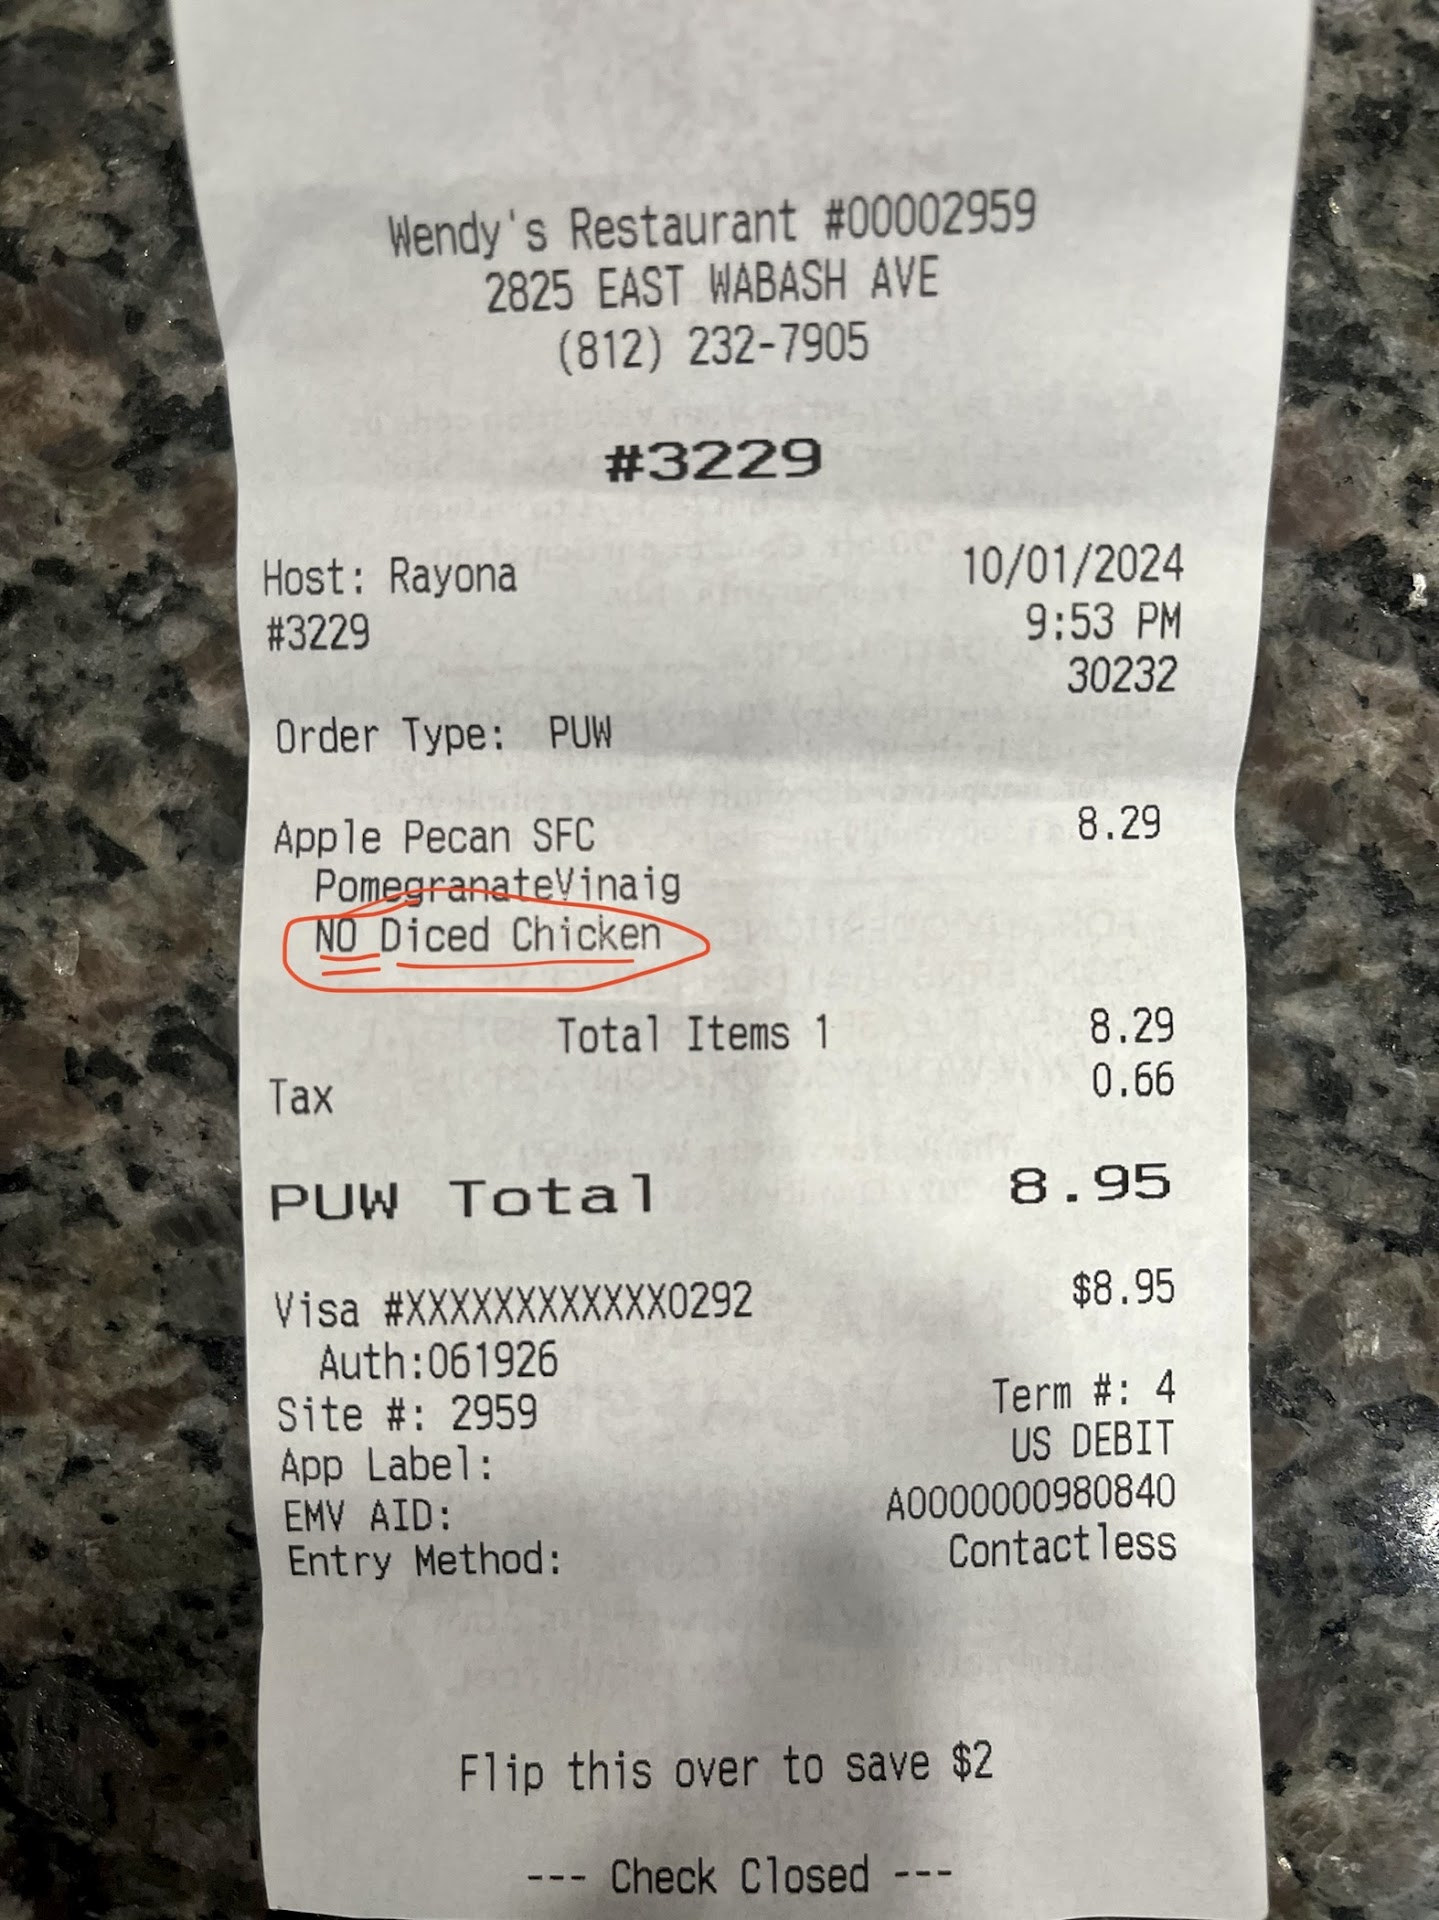 Wendy's Restaurant #00002959
2825 EAST WABASH AVE
(812) 232-7905
#3229
Host: Rayona 10/01/2024
#3229 9:53 PM
30232
Order Type: PUW
Apple Pecan SFC 8.29
PomegranateVinaig
NO Diced Chicken
Total Items 1 8.29
Tax 0.66
PUW Total 8.95
Visa #XXXXXXXXXXXX0292 $8.95
Auth:061926
Site #: 2959 Term #: 4
App Label: US DEBIT
EMV AID: A0000000980840
Entry Method: Contactless
Flip this over to save $2
--- Check Closed ---